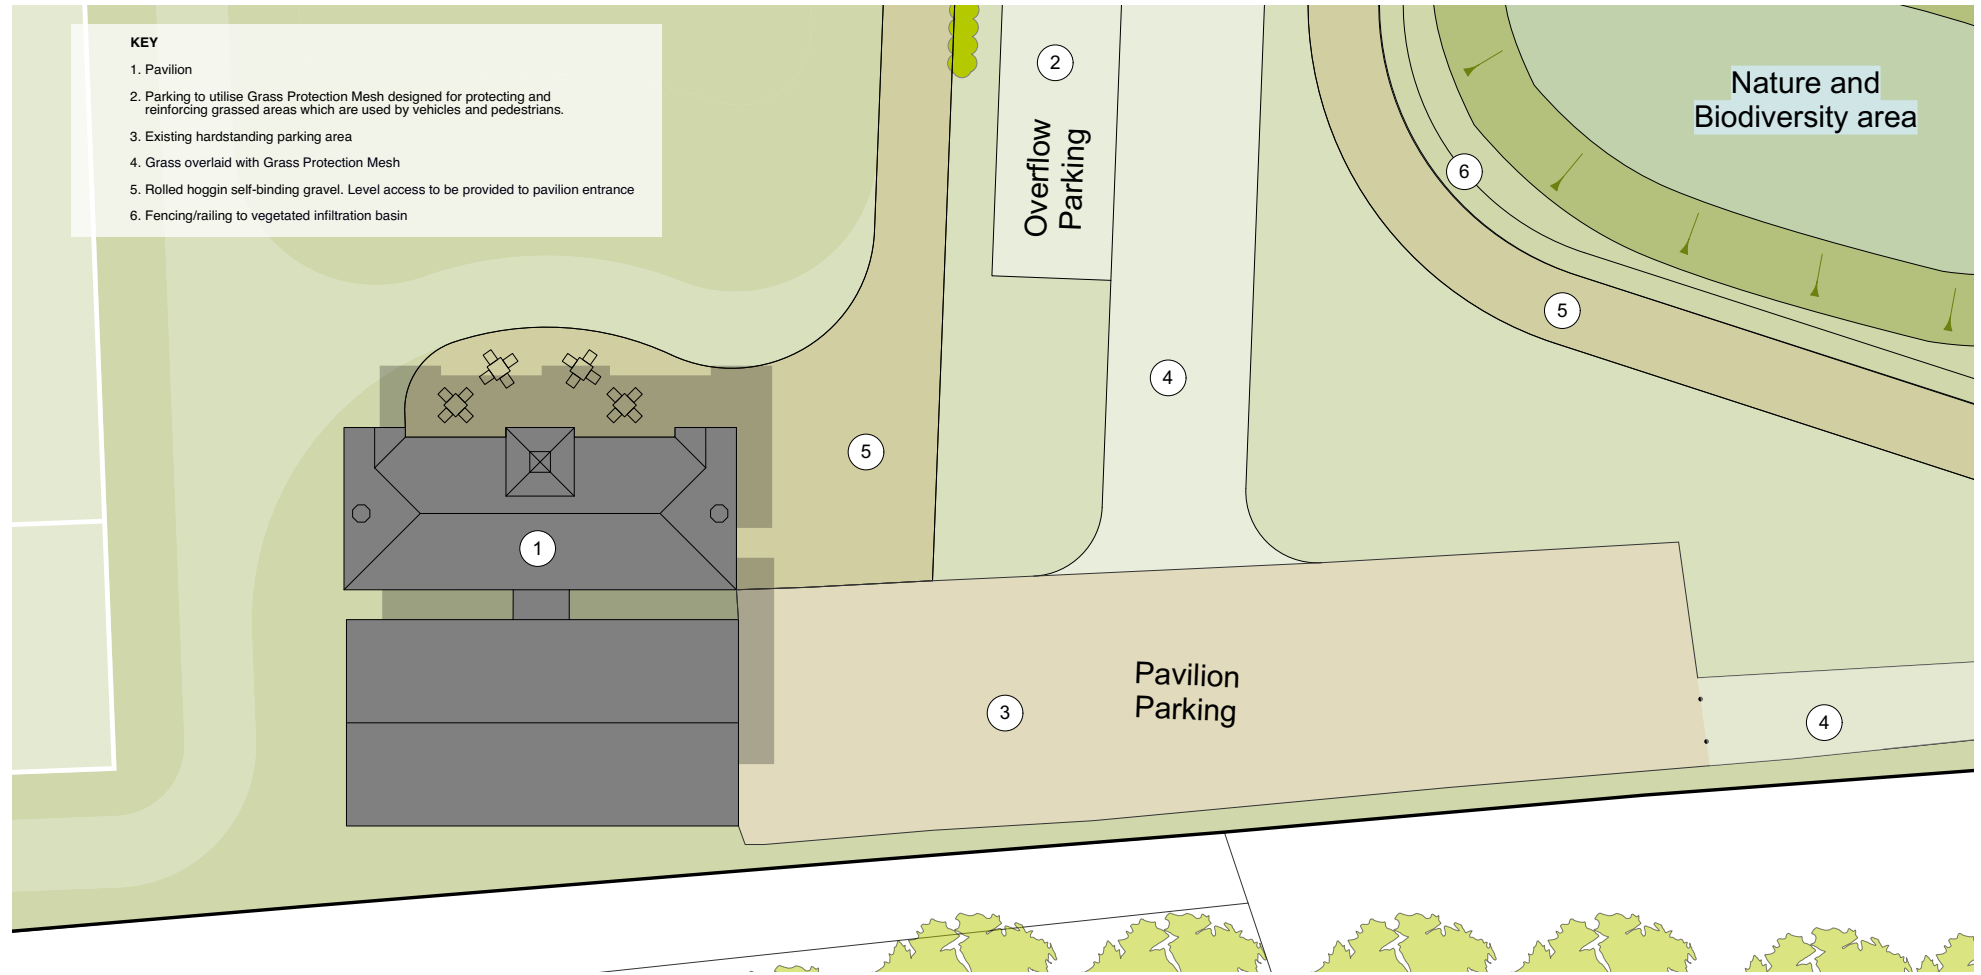 KEY
1. Pavilion
2. Parking to utilise Grass Protection Mesh designed for protecting and
reinforcing grassed areas which are used by vehicles and pedestrians.
3. Existing hardstanding parking area
4. Grass overlaid with Grass Protection Mesh
5. Rolled hoggin self-binding gravel. Level access to be provided to pavilion entrance
6. Fencing/railing to vegetated infiltration basin
2
Overflow
Parking
Nature and
Biodiversity area
6
5
4
5
1
Pavilion
Parking
3
4